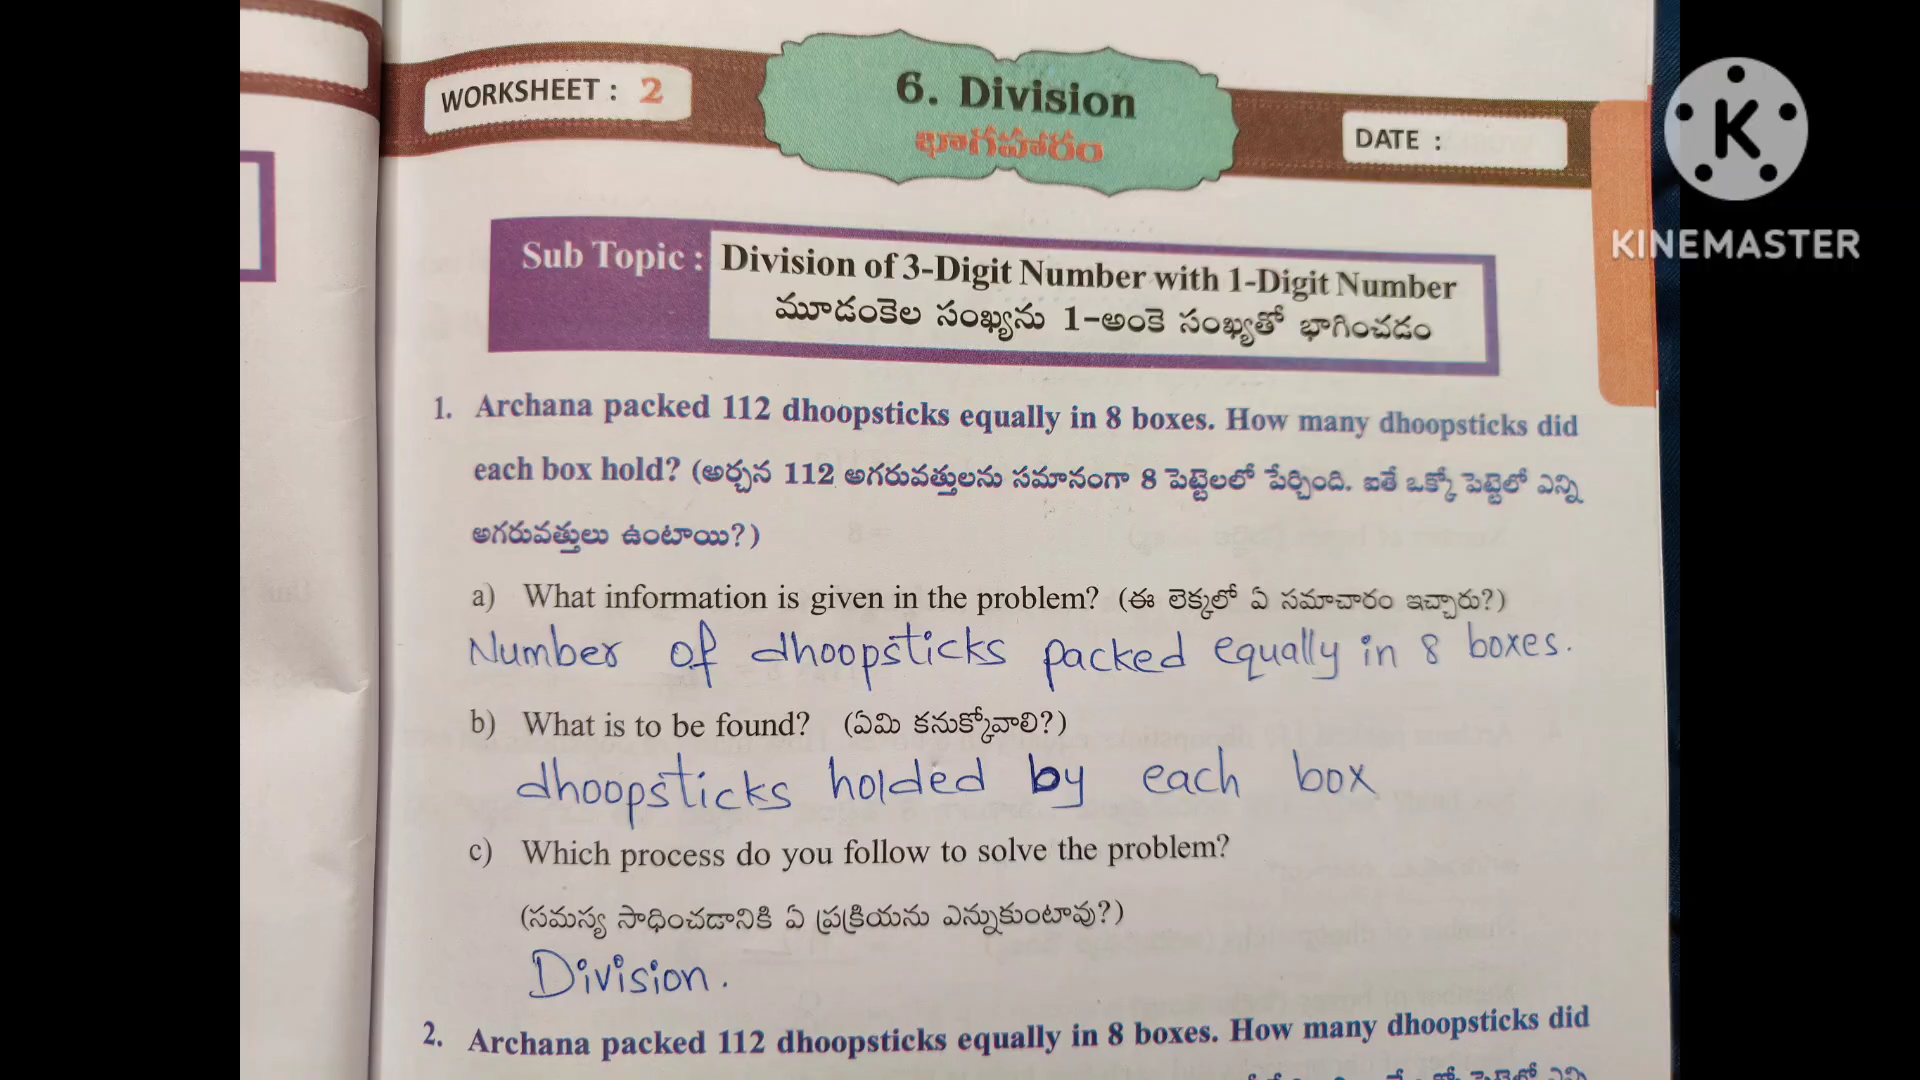 WORKSHEET : 2
6. Division
భాగహారం
DATE :
K
KINEMASTER
Sub Topic : Division of 3-Digit Number with 1-Digit Number
మూడంకెల సంఖ్యను 1-అంకె సంఖ్యతో భాగించడం
1. Archana packed 112 dhoopsticks equally in 8 boxes. How many dhoopsticks did
each box hold? (అర్చన 112 అగరువత్తులను సమానంగా 8 పెట్టెలలో పేర్చింది. ఐతే ఒక్కో పెట్టెలో ఎన్ని
అగరువత్తులు ఉంటాయి?)
a) What information is given in the problem? (ఈ లెక్కలో ఏ సమాచారం ఇచ్చారు?)
Number of dhoopsticks packed equally in 8 boxes.
b) What is to be found? (ఏమి కనుక్కోవాలి?)
dhoopsticks holded by each box
c) Which process do you follow to solve the problem?
(సమస్య సాధించడానికి ఏ ప్రక్రియను ఎన్నుకుంటావు?)
Division.
2. Archana packed 112 dhoopsticks equally in 8 boxes. How many dhoopsticks did